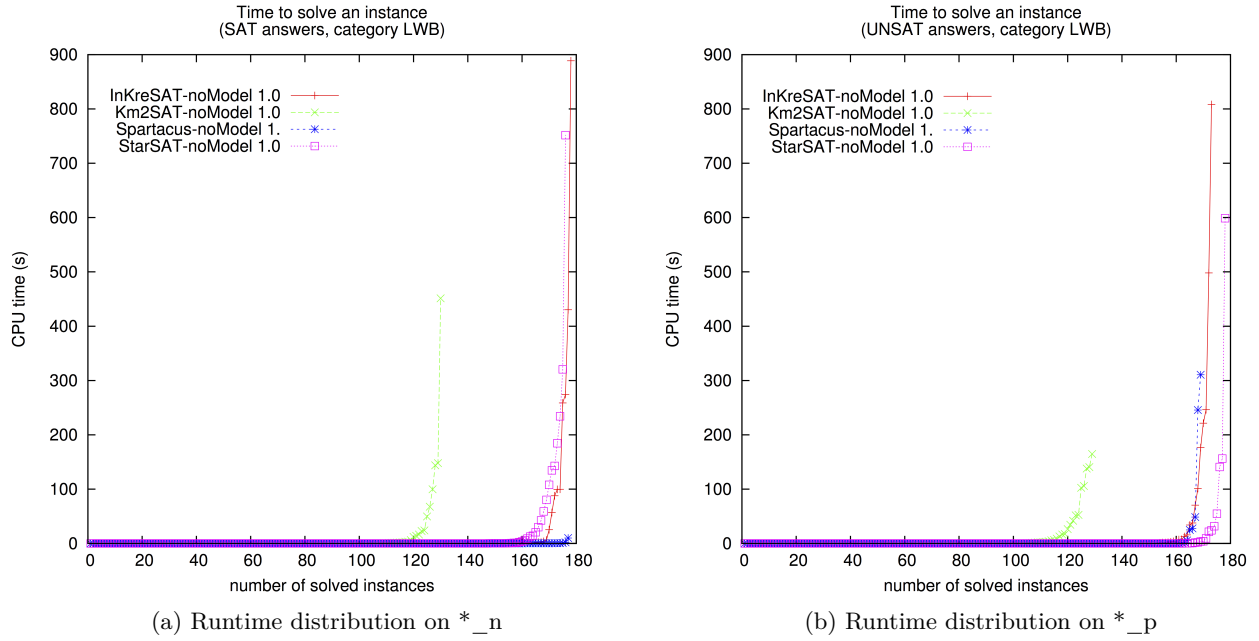 Time to solve an instance
(SAT answers, category LWB)
900
800
700
600
500
400
300
200
100
0
CPU time (s)
InKreSAT-noModel 1.0
Km2SAT-noModel 1.0
Spartacus-noModel 1.
StarSAT-noModel 1.0
0 20 40 60 80 100 120 140 160 180
number of solved instances
(a) Runtime distribution on *_n
Time to solve an instance
(UNSAT answers, category LWB)
900
800
700
600
500
400
300
200
100
0
CPU time (s)
InKreSAT-noModel 1.0
Km2SAT-noModel 1.0
Spartacus-noModel 1.
StarSAT-noModel 1.0
0 20 40 60 80 100 120 140 160 180
number of solved instances
(b) Runtime distribution on *_p